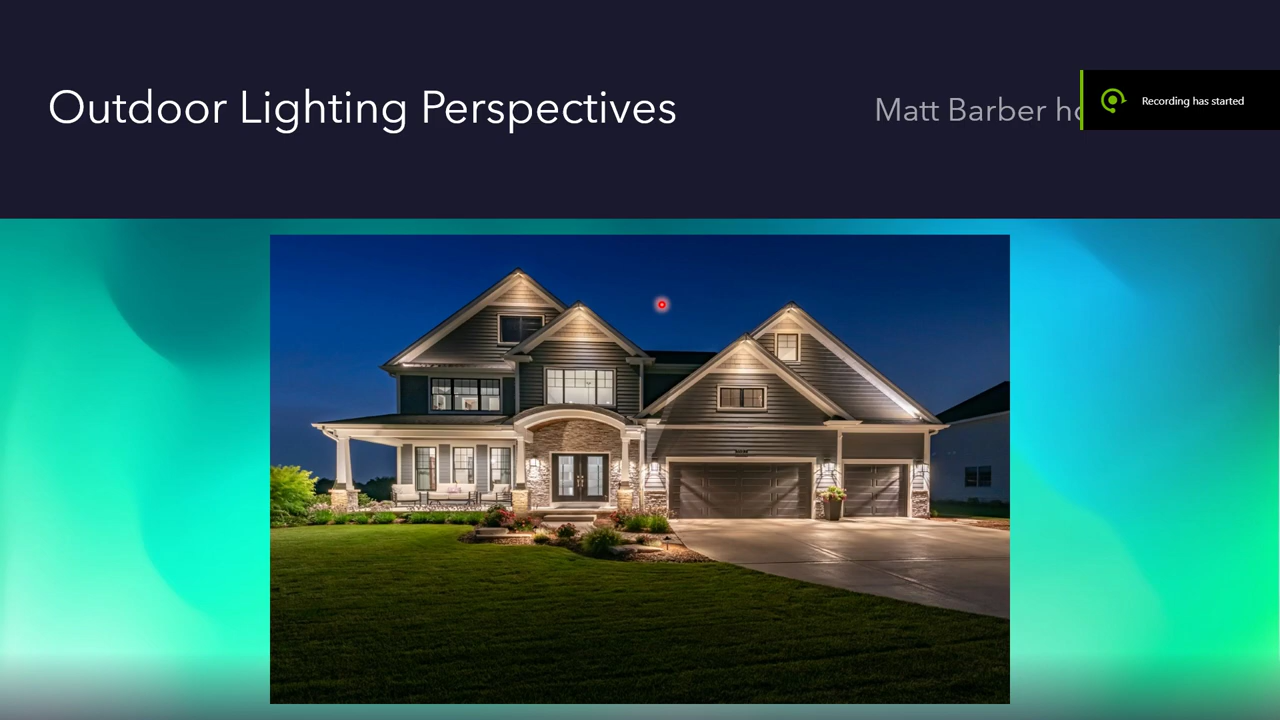 Outdoor Lighting Perspectives
Matt Barber
Recording has started